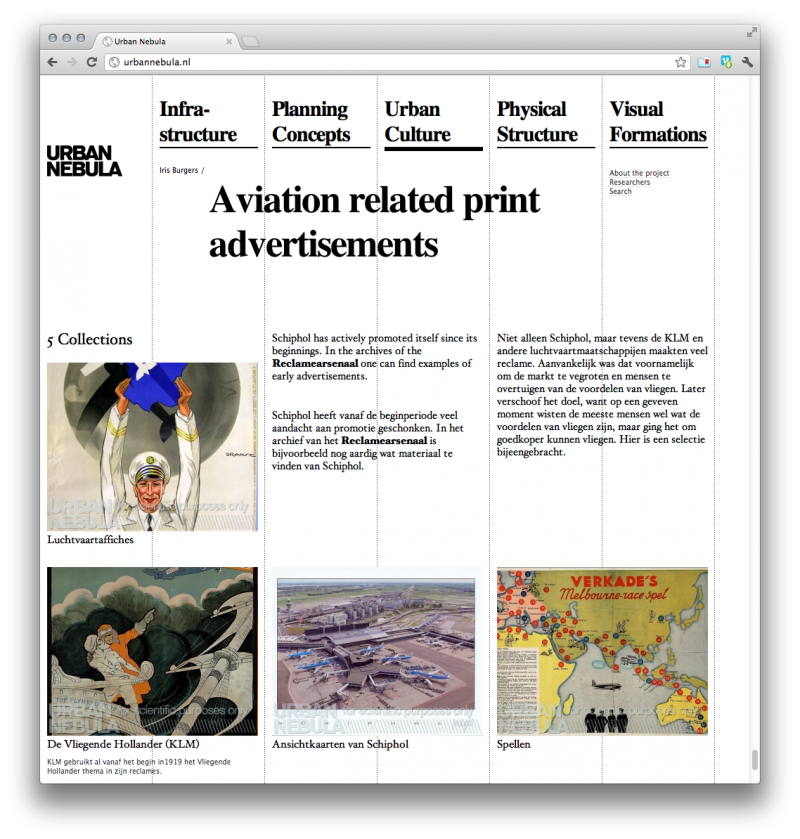 Urban Nebula
urbannebula.nl
Infra-
structure
Planning
Concepts
Urban
Culture
Physical
Structure
Visual
Formations
URBAN
NEBULA
Iris Burgers /
About the project
Researchers
Search
Aviation related print
advertisements
5 Collections
Schiphol has actively promoted itself since its
beginnings. In the archives of the
Reclamearsenaal one can find examples of
early advertisements.
Schiphol heeft vanaf de beginperiode veel
aandacht aan promotie geschonken. In het
archief van het Reclamearsenaal is
bijvoorbeeld nog aardig wat materiaal te
vinden van Schiphol.
Niet alleen Schiphol, maar tevens de KLM en
andere luchtvaartmaatschappijen maakten veel
reclame. Aanvankelijk was dat voornamelijk
om de markt te vegroten en mensen te
overtuigen van de voordelen van vliegen. Later
verschoof het doel, want op een geven
moment wisten de meeste mensen wel wat de
voordelen van vliegen zijn, maar ging het om
goedkoper kunnen vliegen. Hier is een selectie
bijeengebracht.
URBAN
NEBULA
for scientific purposes only
Luchtvaartaffiches
URBAN
NEBULA
for scientific purposes only
De Vliegende Hollander (KLM)
KLM gebruikt al vanaf het begin in1919 het Vliegende
Hollander thema in zijn reclames.
URBAN
NEBULA
for scientific purposes only
Ansichtkaarten van Schiphol
VERKADE'S
Melbourne-race spel
URBAN
NEBULA
for scientific purposes only
Spellen